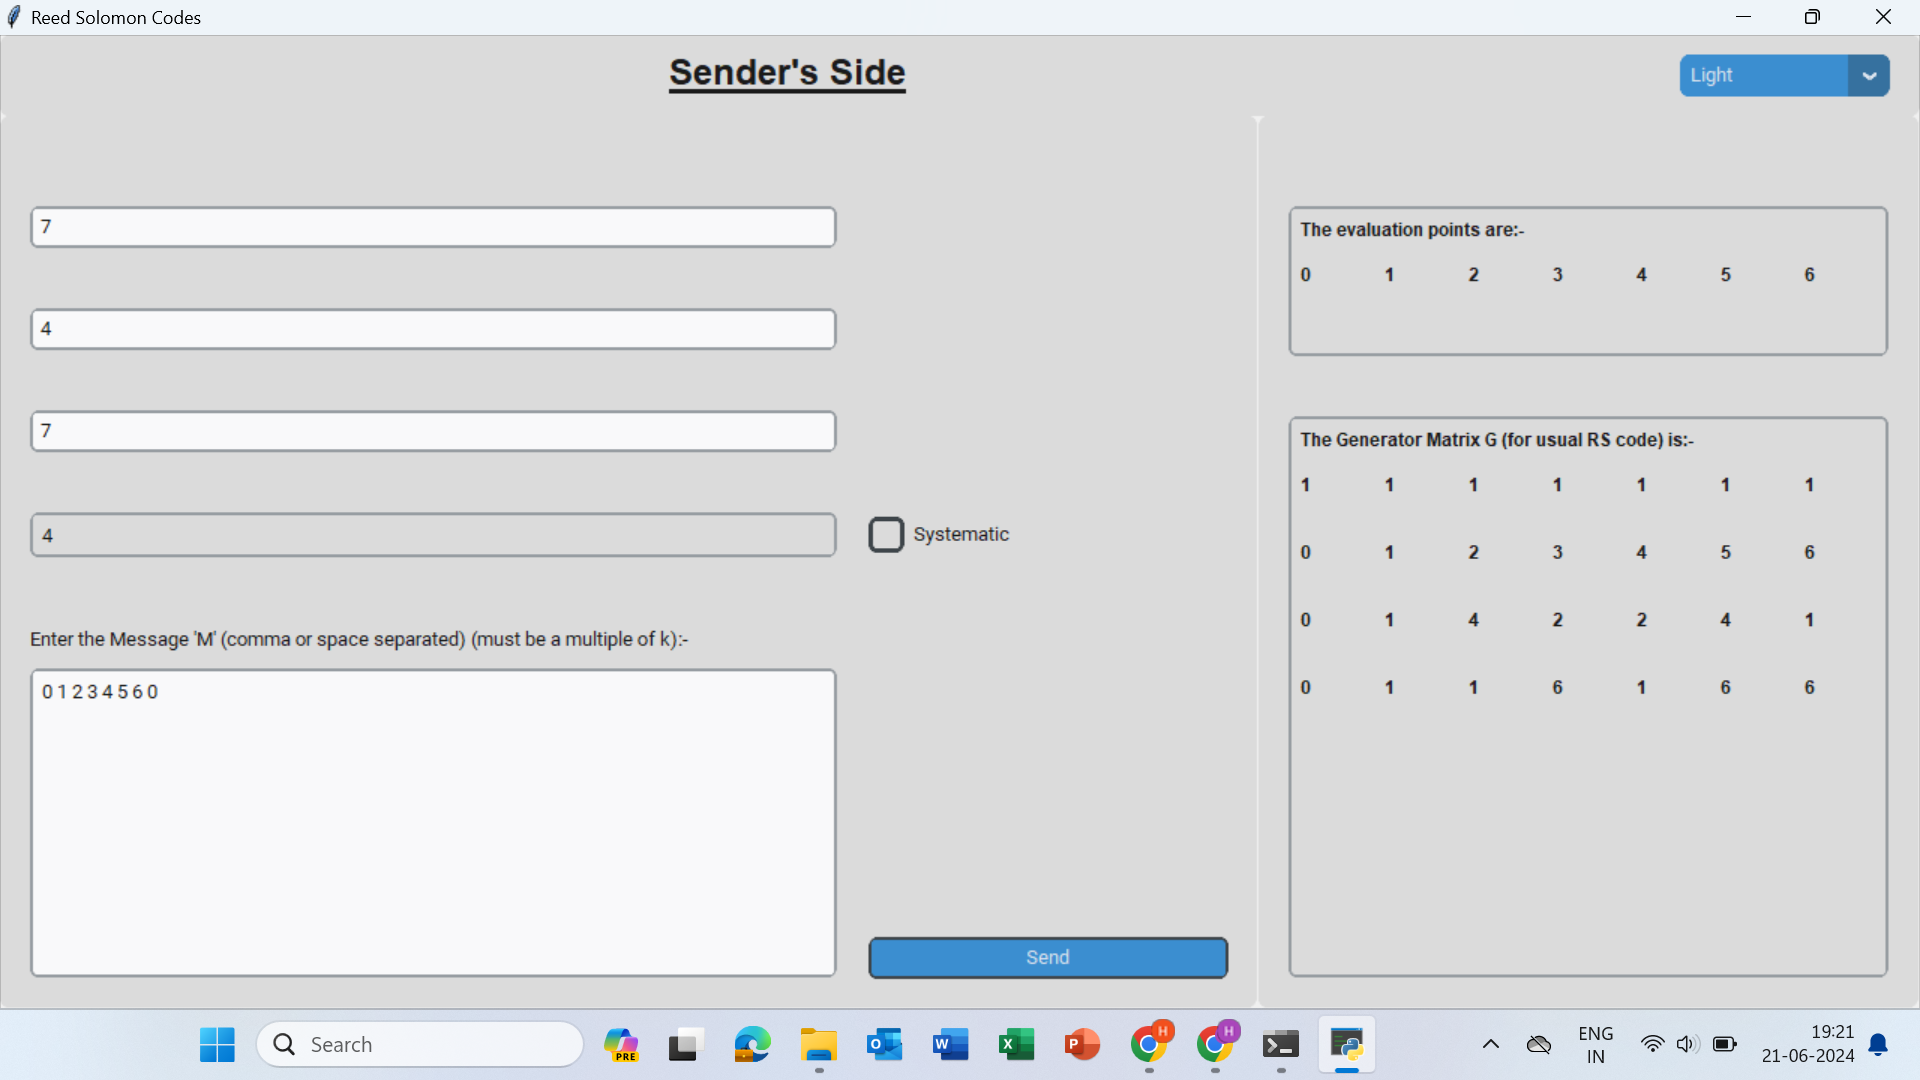 Reed Solomon Codes
Sender's Side
Light
7
4
7
4
Systematic
Enter the Message 'M' (comma or space separated) (must be a multiple of k):-
0 1 2 3 4 5 6 0
Send
The evaluation points are:-
0 1 2 3 4 5 6
The Generator Matrix G (for usual RS code) is:-
1 1 1 1 1 1 1
0 1 2 3 4 5 6
0 1 4 2 2 4 1
0 1 1 6 1 6 6
Search
PRE
O
W
X
P
H
H
ENG
IN
19:21
21-06-2024